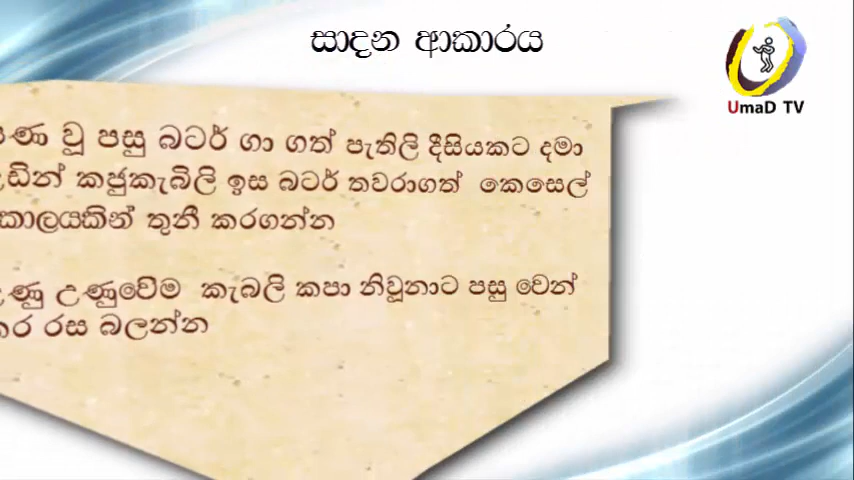 සාදන ආකාරය
UmaD TV
වූ පසු බටර් ගා ගත් පැතිලි දීසියකට දමා
කජුකැබිලි ඉස බටර් තවරාගත් කෙසෙල්
කොලයකින් තුනී කරගන්න
උණුවෙම කැබලි කපා නිවූනාට පසු වෙන්
රස බලන්න